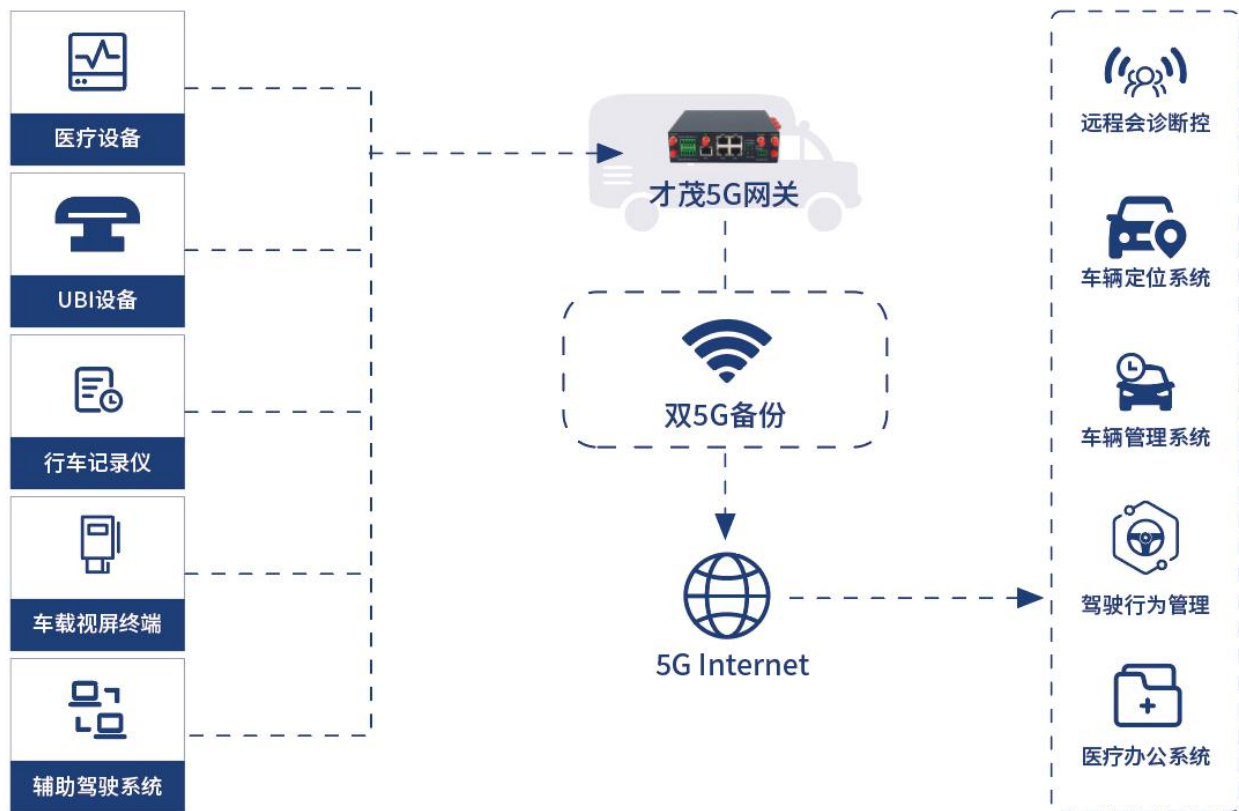 医疗设备
UBI设备
行车记录仪
车载视屏终端
辅助驾驶系统
才茂5G网关
双5G备份
5G Internet
远程会诊断控
车辆定位系统
车辆管理系统
驾驶行为管理
医疗办公系统